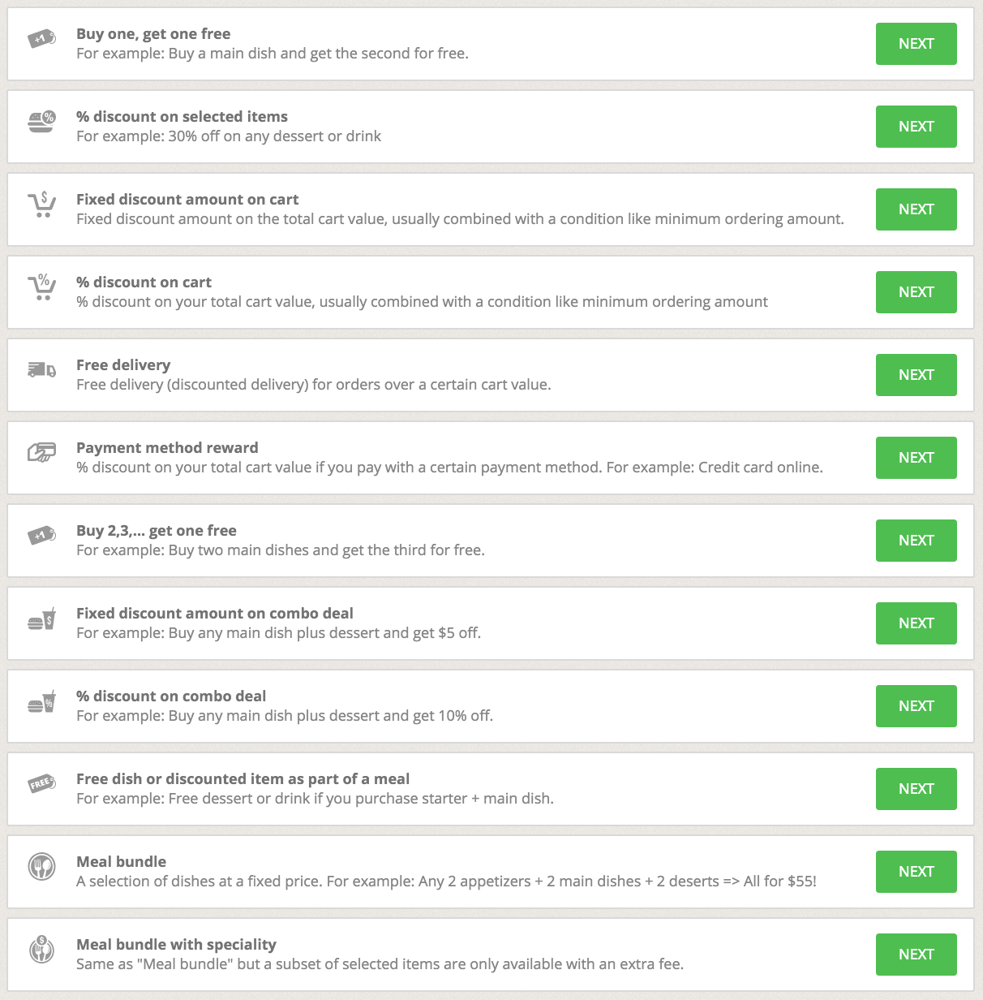 +1
Buy one, get one free
For example: Buy a main dish and get the second for free.
NEXT
%
% discount on selected items
For example: 30% off on any dessert or drink
NEXT
$
Fixed discount amount on cart
Fixed discount amount on the total cart value, usually combined with a condition like minimum ordering amount.
NEXT
%
% discount on cart
% discount on your total cart value, usually combined with a condition like minimum ordering amount
NEXT
Free delivery
Free delivery (discounted delivery) for orders over a certain cart value.
NEXT
Payment method reward
% discount on your total cart value if you pay with a certain payment method. For example: Credit card online.
NEXT
+1
Buy 2,3,... get one free
For example: Buy two main dishes and get the third for free.
NEXT
$
Fixed discount amount on combo deal
For example: Buy any main dish plus dessert and get $5 off.
NEXT
%
% discount on combo deal
For example: Buy any main dish plus dessert and get 10% off.
NEXT
FREE
Free dish or discounted item as part of a meal
For example: Free dessert or drink if you purchase starter + main dish.
NEXT
Meal bundle
A selection of dishes at a fixed price. For example: Any 2 appetizers + 2 main dishes + 2 deserts => All for $55!
NEXT
$
Meal bundle with speciality
Same as "Meal bundle" but a subset of selected items are only available with an extra fee.
NEXT